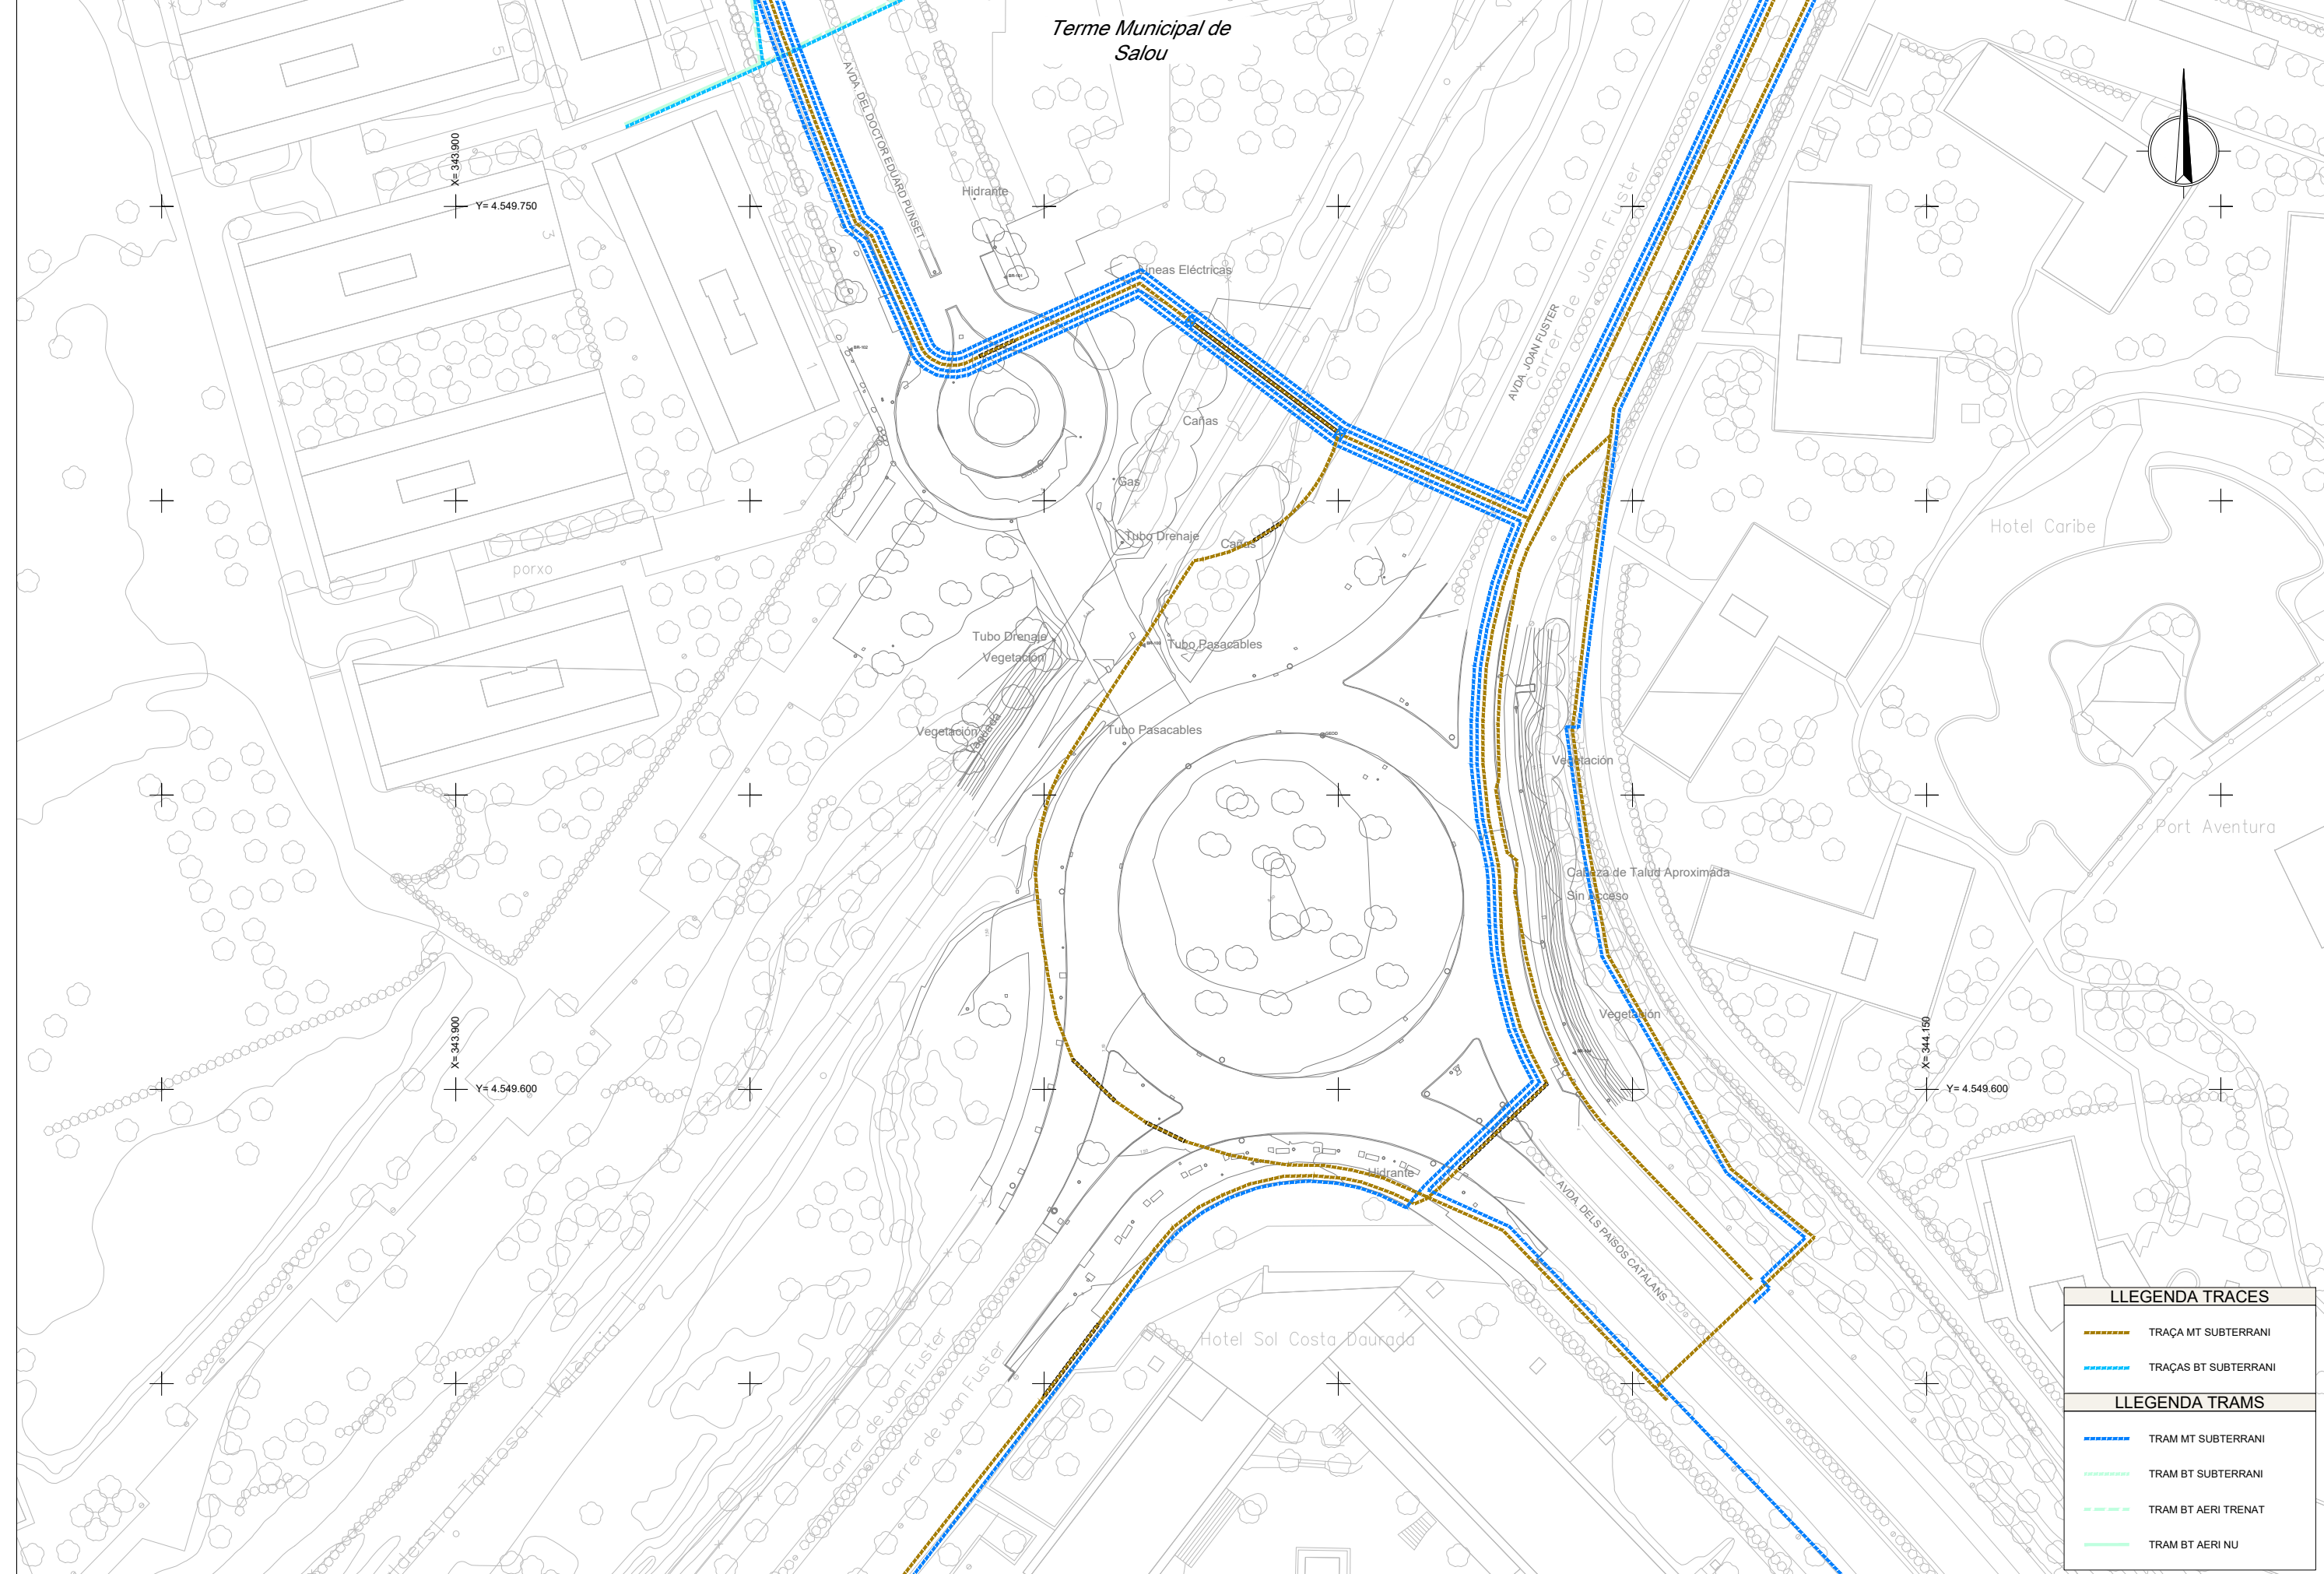 Terme Municipal de
Salou
AVDA. DEL DOCTOR EDUARD PUNSET
5
3
1
X= 343.900
Y= 4.549.750
Hidrante
Líneas Eléctricas
Carrer de Joan Fuster
AVDA. JOAN FUSTER
Cañas
Gas
Tubo Drenaje
Cañas
Hotel Caribe
porxo
Tubo Drenaje
Vegetación
Tubo Pasacables
Vegetación
Tubo Pasacables
Vegetación
Port Aventura
Cabeza de Talud Aproximada
Sin Acceso
Vegetación
X= 343.900
Y= 4.549.600
X= 344.150
Y= 4.549.600
Hidrante
AVDA DELS PAISOS CATALANS
Hotel Sol Costa Daurada
Carrer de Joan Fuster
Carrer de Joan Fuster
Tortosa
Valencia
LLEGENDA TRACES
TRAÇA MT SUBTERRANI
TRAÇAS BT SUBTERRANI
LLEGENDA TRAMS
TRAM MT SUBTERRANI
TRAM BT SUBTERRANI
TRAM BT AERI TRENAT
TRAM BT AERI NU